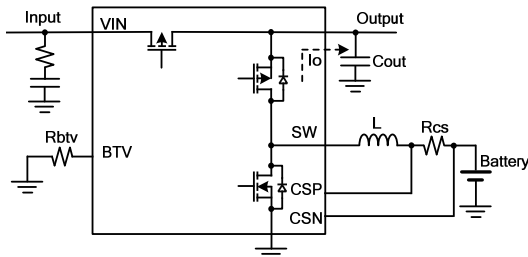 Input
VIN
Output
Io
Cout
SW
L
Rcs
Rbtv
BTV
Battery
CSP
CSN